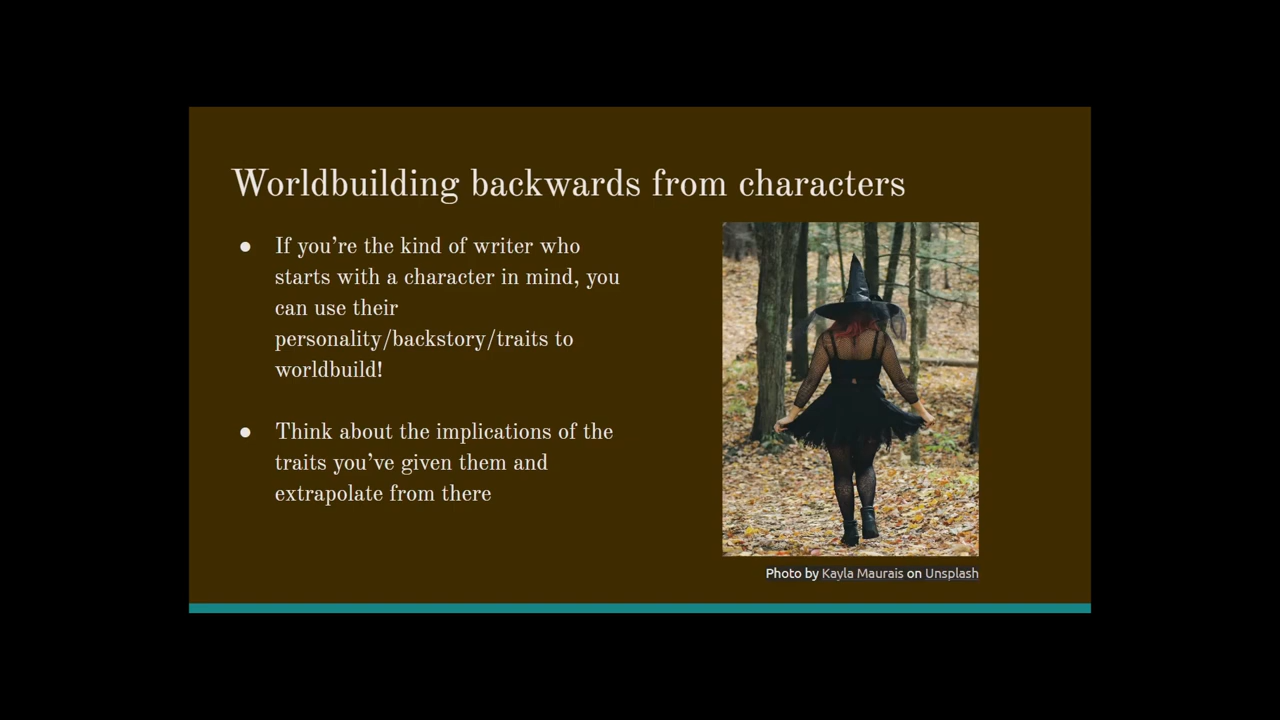 Worldbuilding backwards from characters
● If you’re the kind of writer who
starts with a character in mind, you
can use their
personality/backstory/traits to
worldbuild!
● Think about the implications of the
traits you’ve given them and
extrapolate from there
Photo by Kayla Maurais on Unsplash